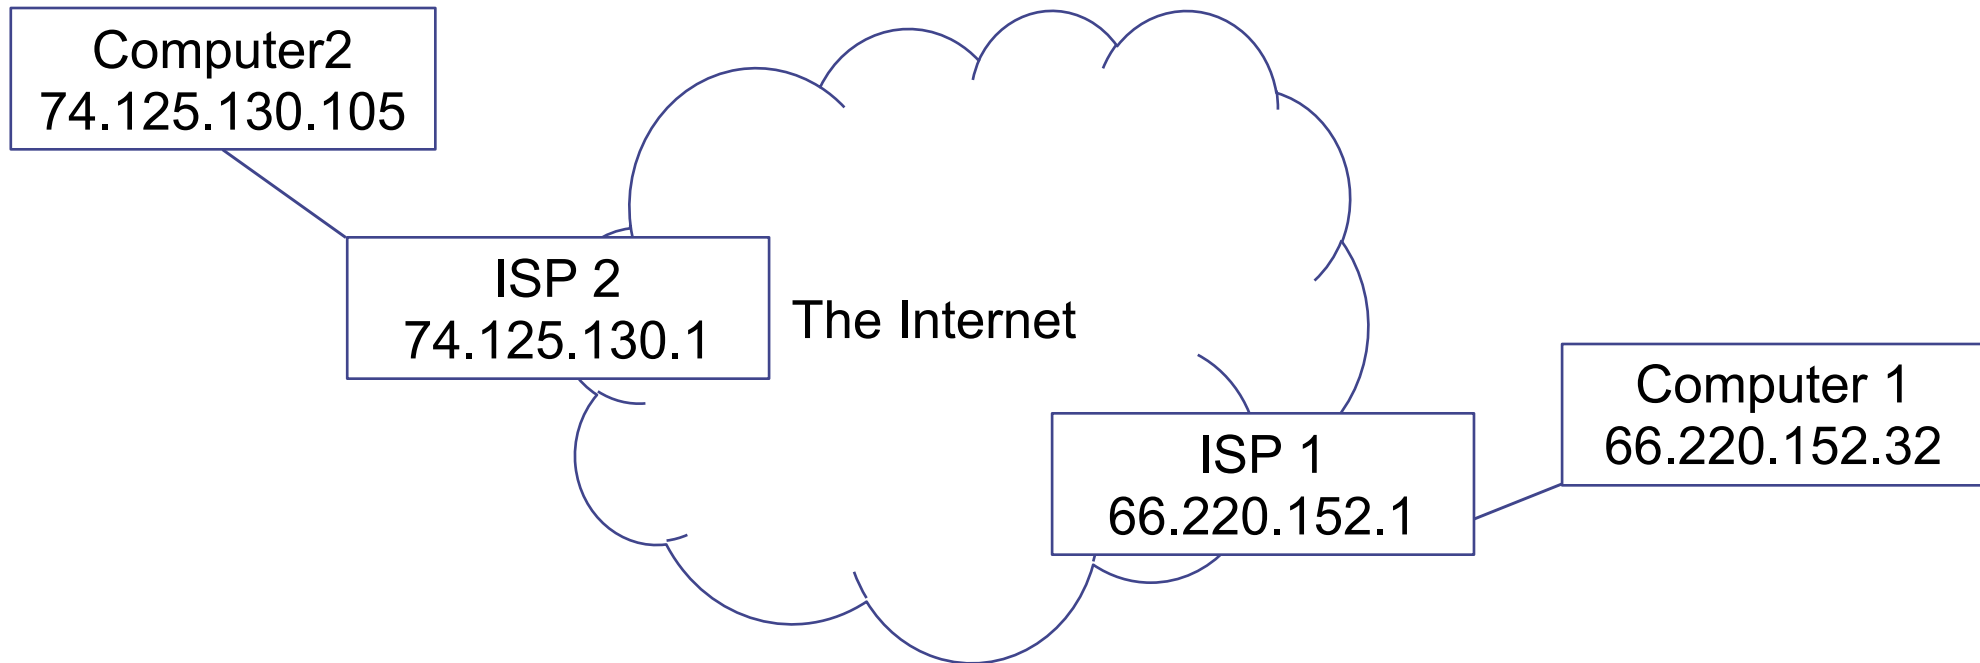 Computer2
74.125.130.105
ISP 2
74.125.130.1
The Internet
Computer 1
66.220.152.32
ISP 1
66.220.152.1